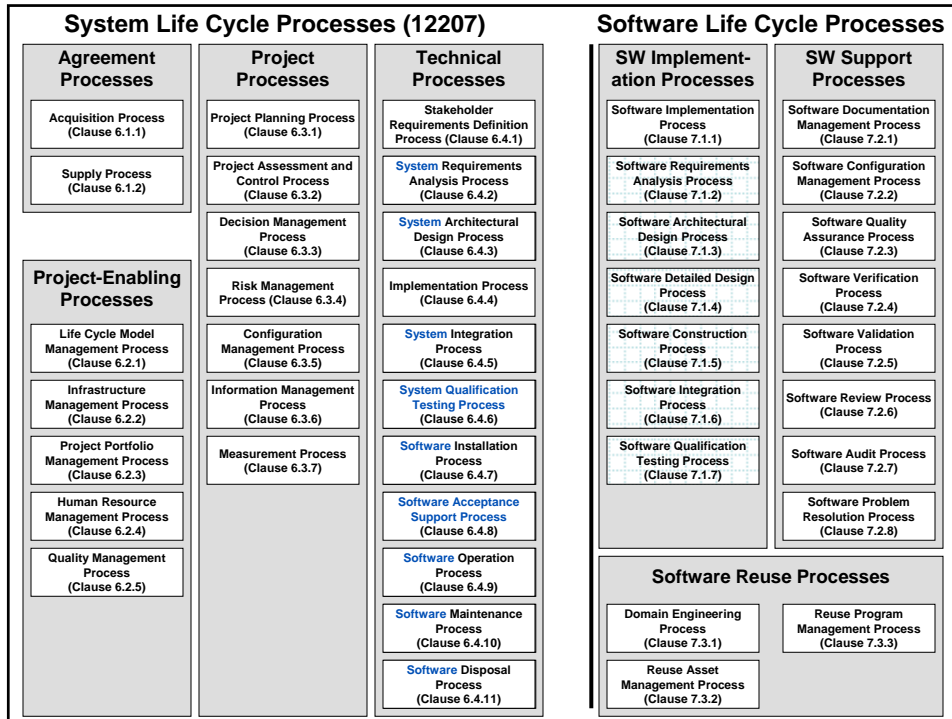 System Life Cycle Processes (12207)
Software Life Cycle Processes
Agreement
Processes
Acquisition Process
(Clause 6.1.1)
Supply Process
(Clause 6.1.2)
Project-Enabling
Processes
Life Cycle Model
Management Process
(Clause 6.2.1)
Infrastructure
Management Process
(Clause 6.2.2)
Project Portfolio
Management Process
(Clause 6.2.3)
Human Resource
Management Process
(Clause 6.2.4)
Quality Management
Process
(Clause 6.2.5)
Project
Processes
Project Planning Process
(Clause 6.3.1)
Project Assessment and
Control Process
(Clause 6.3.2)
Decision Management
Process
(Clause 6.3.3)
Risk Management
Process (Clause 6.3.4)
Configuration
Management Process
(Clause 6.3.5)
Information Management
Process
(Clause 6.3.6)
Measurement Process
(Clause 6.3.7)
Technical
Processes
Stakeholder
Requirements Definition
Process (Clause 6.4.1)
System Requirements
Analysis Process
(Clause 6.4.2)
System Architectural
Design Process
(Clause 6.4.3)
Implementation Process
(Clause 6.4.4)
System Integration
Process
(Clause 6.4.5)
System Qualification
Testing Process
(Clause 6.4.6)
Software Installation
Process
(Clause 6.4.7)
Software Acceptance
Support Process
(Clause 6.4.8)
Software Operation
Process
(Clause 6.4.9)
Software Maintenance
Process
(Clause 6.4.10)
Software Disposal
Process
(Clause 6.4.11)
SW Implement-
ation Processes
Software Implementation
Process
(Clause 7.1.1)
Software Requirements
Analysis Process
(Clause 7.1.2)
Software Architectural
Design Process
(Clause 7.1.3)
Software Detailed Design
Process
(Clause 7.1.4)
Software Construction
Process
(Clause 7.1.5)
Software Integration
Process
(Clause 7.1.6)
Software Qualification
Testing Process
(Clause 7.1.7)
SW Support
Processes
Software Documentation
Management Process
(Clause 7.2.1)
Software Configuration
Management Process
(Clause 7.2.2)
Software Quality
Assurance Process
(Clause 7.2.3)
Software Verification
Process
(Clause 7.2.4)
Software Validation
Process
(Clause 7.2.5)
Software Review Process
(Clause 7.2.6)
Software Audit Process
(Clause 7.2.7)
Software Problem
Resolution Process
(Clause 7.2.8)
Software Reuse Processes
Domain Engineering
Process
(Clause 7.3.1)
Reuse Asset
Management Process
(Clause 7.3.2)
Reuse Program
Management Process
(Clause 7.3.3)